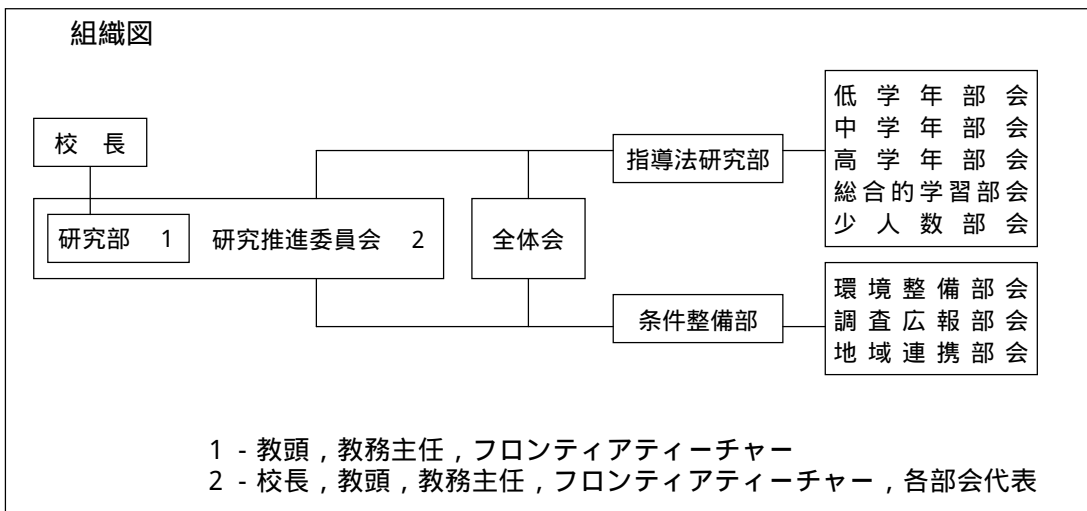 組織図
校長
研究部 1
研究推進委員会 2
全体会
指導法研究部
条件整備部
低学年部会
中学年部会
高学年部会
総合的学習部会
少人数部会
環境整備部会
調査広報部会
地域連携部会
1 - 教頭，教務主任，フロンティアティーチャー
2 - 校長，教頭，教務主任，フロンティアティーチャー，各部会代表